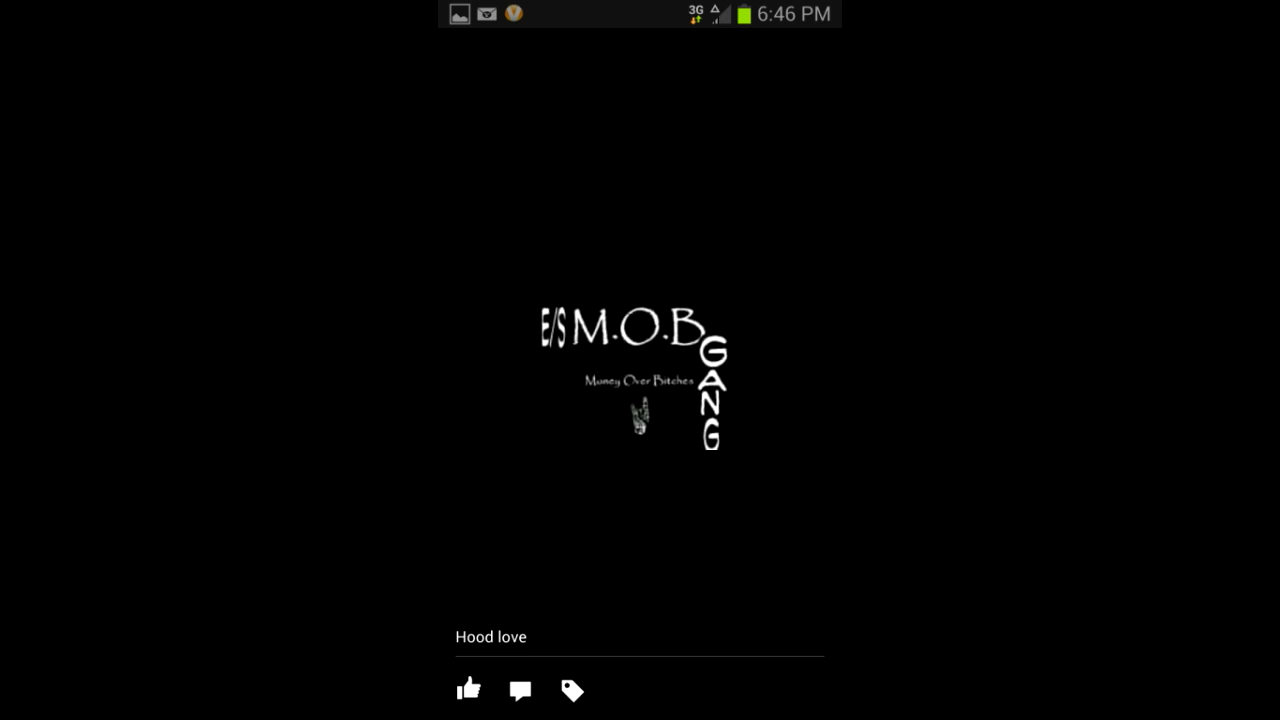 3G 6:46 PM
E/S M.O.B
GANG
Money Over Bitches
Hood love